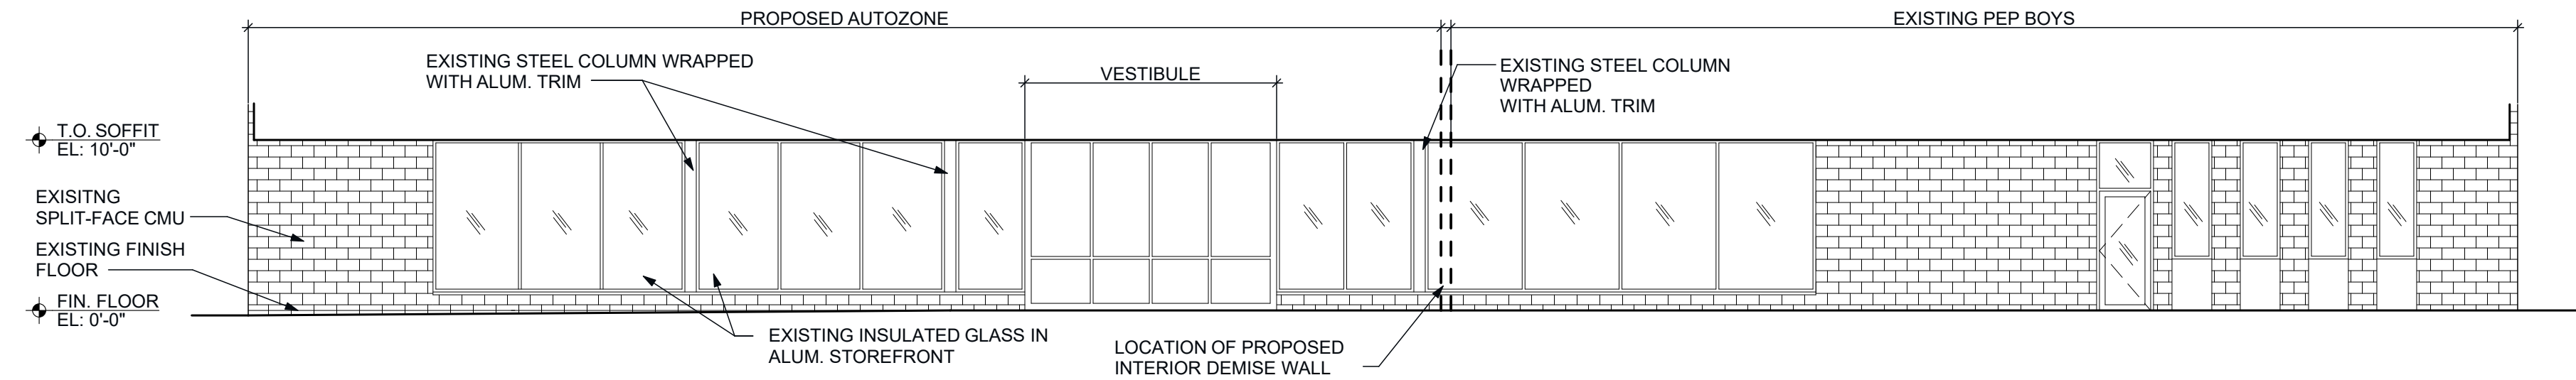 PROPOSED AUTOZONE
EXISTING PEP BOYS
EXISTING STEEL COLUMN WRAPPED
WITH ALUM. TRIM
VESTIBULE
EXISTING STEEL COLUMN
WRAPPED
WITH ALUM. TRIM
T.O. SOFFIT
EL: 10'-0"
EXISITNG
SPLIT-FACE CMU
EXISTING FINISH
FLOOR
FIN. FLOOR
EL: 0'-0"
EXISTING INSULATED GLASS IN
ALUM. STOREFRONT
LOCATION OF PROPOSED
INTERIOR DEMISE WALL